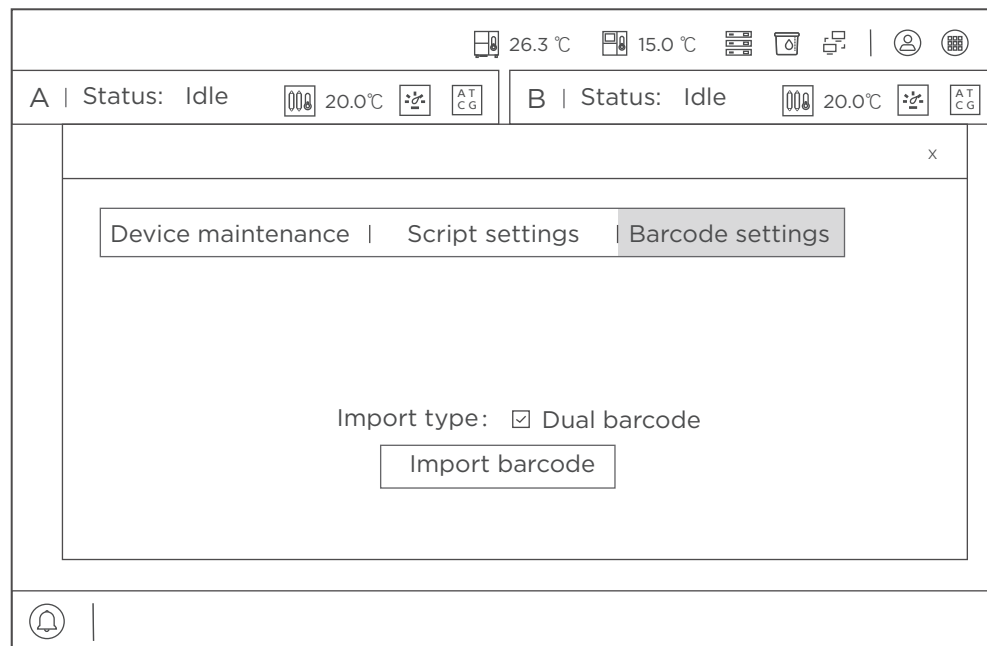 26.3 ℃ 15.0 ℃
A | Status: Idle 20.0℃ A T C G B | Status: Idle 20.0℃ A T C G
x
Device maintenance | Script settings | Barcode settings
Import type: Dual barcode
Import barcode